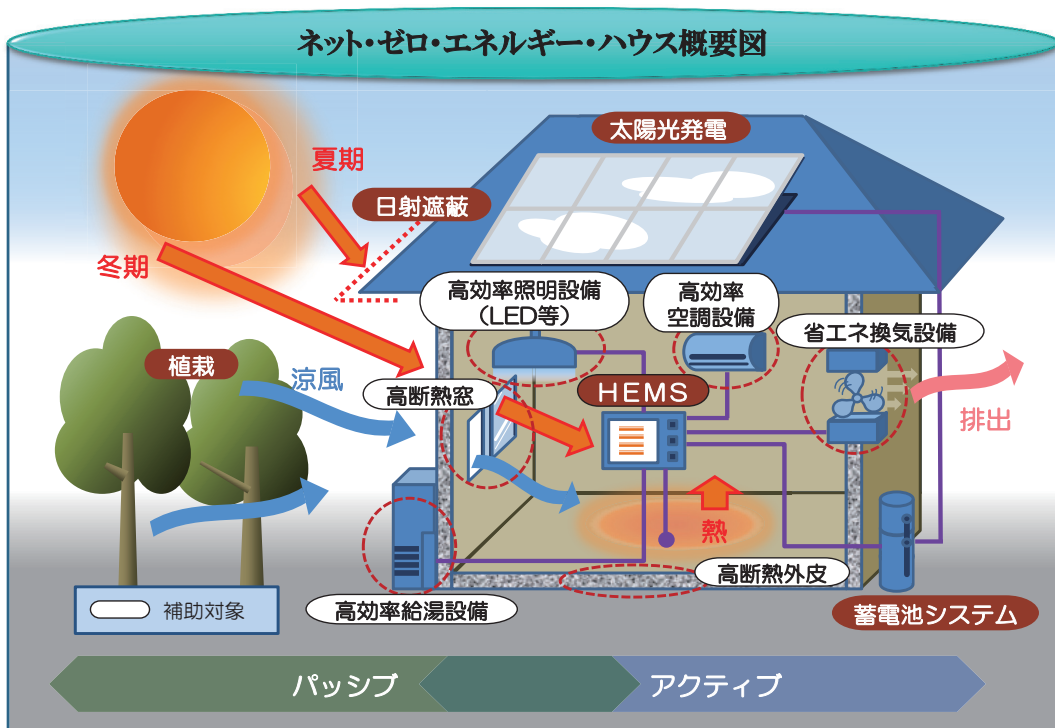 ネット・ゼロ・エネルギー・ハウス概要図
太陽光発電
夏期
日射遮蔽
冬期
高効率照明設備
(LED等)
高効率
空調設備
省エネ換気設備
植栽
涼風
高断熱窓
HEMS
排出
熱
高断熱外皮
補助対象
高効率給湯設備
蓄電池システム
パッシブ
アクティブ